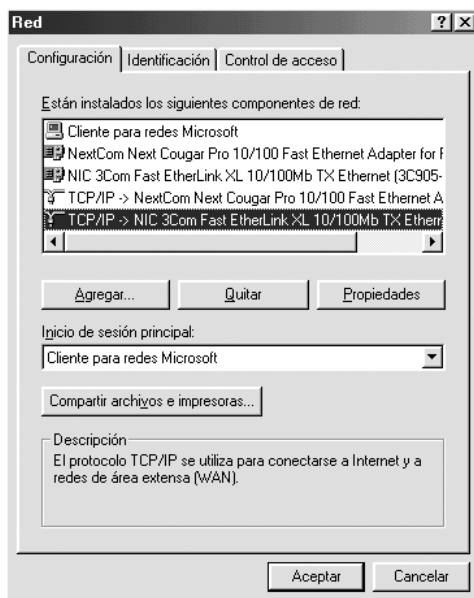 Red
Configuración Identificación Control de acceso
Están instalados los siguientes componentes de red:
Cliente para redes Microsoft
NextCom Next Cougar Pro 10/100 Fast Ethernet Adapter for
NIC 3Com Fast EtherLink XL 10/100Mb TX Ethernet (3C905-
TCP/IP -> NextCom Next Cougar Pro 10/100 Fast Ethernet A
TCP/IP -> NIC 3Com Fast EtherLink XL 10/100Mb TX Ethern
Agregar... Quitar Propiedades
Inicio de sesión principal:
Cliente para redes Microsoft
Compartir archivos e impresoras...
Descripción
El protocolo TCP/IP se utiliza para conectarse a Internet y a
redes de área extensa (WAN).
Aceptar Cancelar